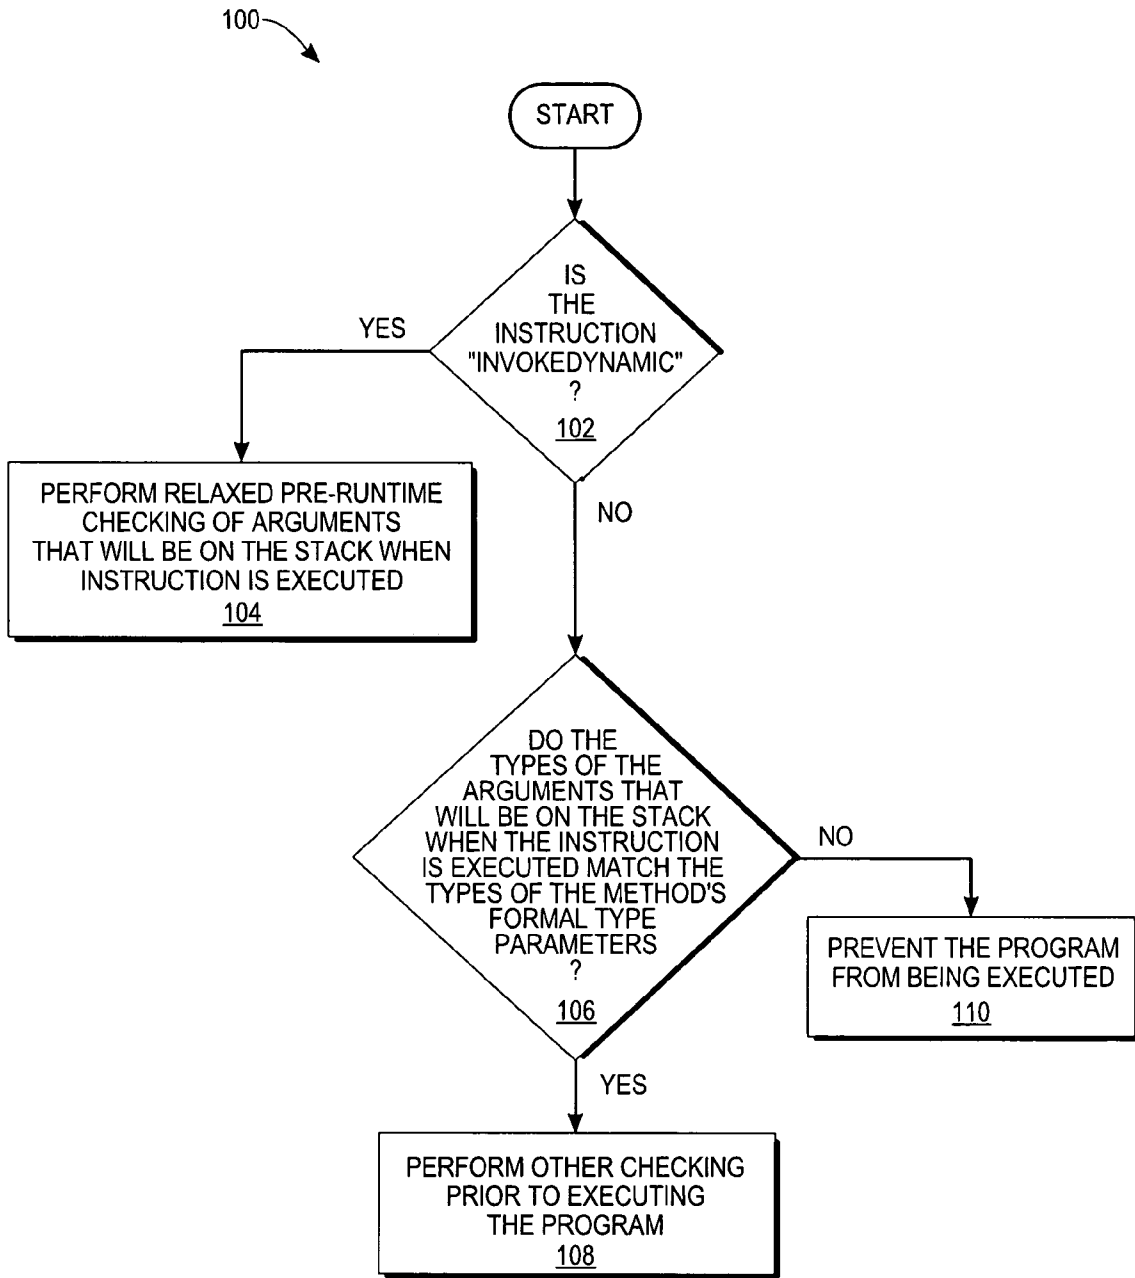 100
START
IS
THE
INSTRUCTION
"INVOKEDYNAMIC"
?
102
YES
NO
PERFORM RELAXED PRE-RUNTIME
CHECKING OF ARGUMENTS
THAT WILL BE ON THE STACK WHEN
INSTRUCTION IS EXECUTED
104
DO THE
TYPES OF THE
ARGUMENTS THAT
WILL BE ON THE STACK
WHEN THE INSTRUCTION
IS EXECUTED MATCH THE
TYPES OF THE METHOD'S
FORMAL TYPE
PARAMETERS
?
106
NO
PREVENT THE PROGRAM
FROM BEING EXECUTED
110
YES
PERFORM OTHER CHECKING
PRIOR TO EXECUTING
THE PROGRAM
108